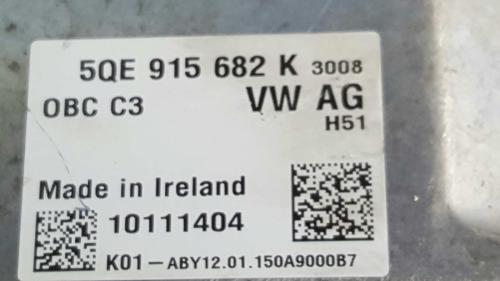 5QE 915 682 K 3008
OBC C3 VW AG
H51
Made in Ireland
10111404
K01-ABY12.01.150A9000B7